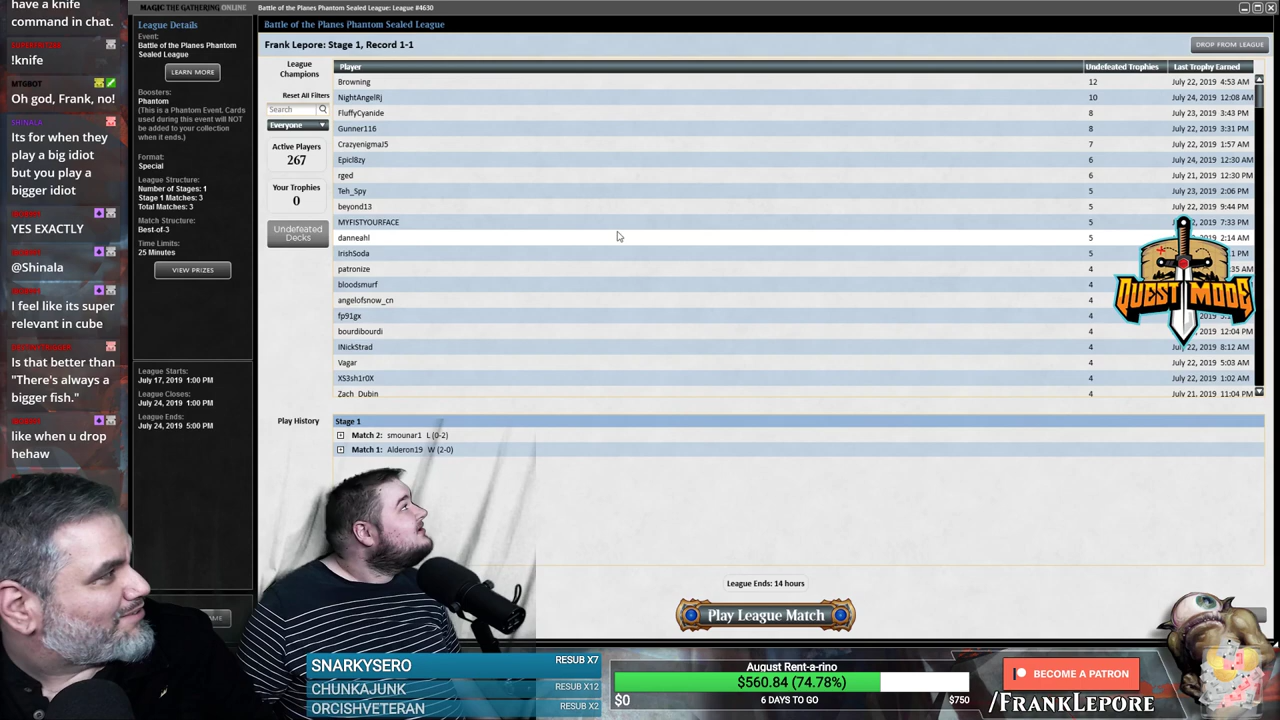 have a knife
command in chat.
!knife
MTGBOT
Oh god, Frank, no!
SHINALA
Its for when they
play a big idiot
but you play a
bigger idiot
YES EXACTLY
@Shinala
I feel like its super
relevant in cube
Is that better than
"There's always a
bigger fish."
like when u drop
hehaw
MAGIC THE GATHERING ONLINE
Battle of the Planes Phantom Sealed League: League #4630
League Details
Event:
Battle of the Planes Phantom
Sealed League
LEARN MORE
Boosters:
Phantom
(This is a Phantom Event. Cards
used during this event will NOT
be added to your collection
when it ends.)
Format:
Special
League Structure:
Number of Stages: 1
Stage 1 Matches: 3
Total Matches: 3
Match Structure:
Best-of-3
Time Limits:
25 Minutes
VIEW PRIZES
League Starts:
July 17, 2019 1:00 PM
League Closes:
July 24, 2019 1:00 PM
League Ends:
July 24, 2019 5:00 PM
Battle of the Planes Phantom Sealed League
Frank Lepore: Stage 1, Record 1-1
DROP FROM LEAGUE
League
Champions
Reset All Filters
Search
Everyone
Active Players
267
Your Trophies
0
Undefeated
Decks
Player Undefeated Trophies Last Trophy Earned
Browning 12 July 22, 2019 4:53 AM
NightAngelRj 10 July 24, 2019 12:08 AM
FluffyCyanide 8 July 23, 2019 3:43 PM
Gunner116 8 July 22, 2019 3:31 PM
CrazyenigmaJ5 7 July 22, 2019 1:57 AM
Epicl8zy 6 July 24, 2019 12:30 AM
rged 6 July 21, 2019 12:30 PM
Teh_Spy 5 July 23, 2019 2:06 PM
beyond13 5 July 22, 2019 9:44 PM
MYFISTYOURFACE 5 2019 7:33 PM
danneahl 5 2:14 AM
IrishSoda 5 PM
patronize 4 AM
bloodsmurf 4
angelofsnow_cn 4
fp91gx 4
bourdibourdi 4 12:04 PM
INickStrad 4 July 22, 2019 8:12 AM
Vagar 4 July 22, 2019 5:03 AM
XS3sh1r0X 4 July 22, 2019 1:02 AM
Zach_Dubin 4 July 21, 2019 11:04 PM
QUEST MODE
Play History
Stage 1
Match 2: smounar1 L (0-2)
Match 1: Alderon19 W (2-0)
League Ends: 14 hours
Play League Match
SNARKYSERO RESUB X7
CHUNKAJUNK RESUB X12
ORCISHVETERAN RESUB X2
August Rent-a-rino
$560.84 (74.78%)
$0 6 DAYS TO GO $750
BECOME A PATRON
/FRANKLEPORE